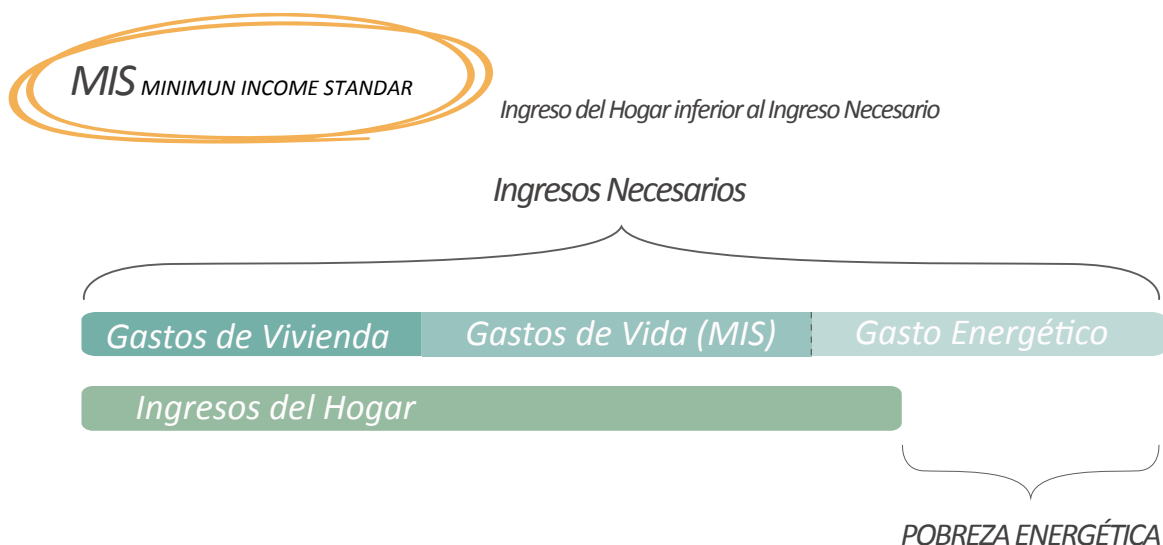 MIS MINIMUN INCOME STANDAR
Ingreso del Hogar inferior al Ingreso Necesario
Ingresos Necesarios
Gastos de Vivienda
Gastos de Vida (MIS)
Gasto Energético
Ingresos del Hogar
POBREZA ENERGÉTICA